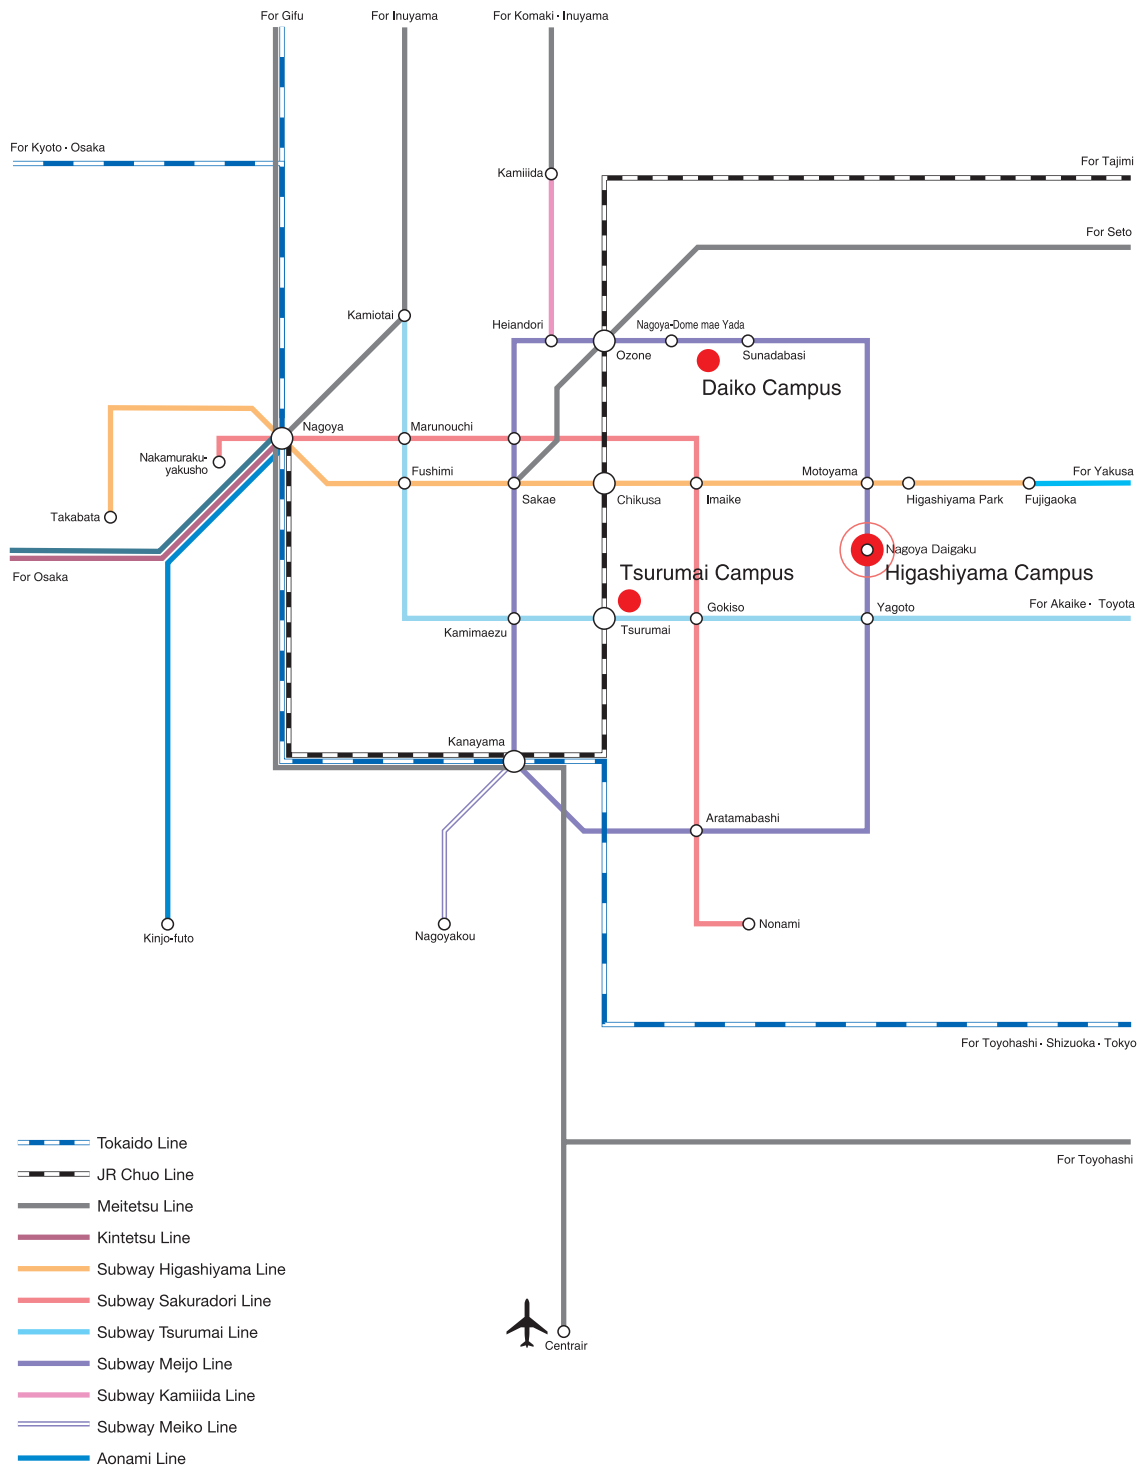 For Gifu
For Inuyama
For Komaki · Inuyama
For Kyoto · Osaka
For Tajimi
Kamiiida
For Seto
Kamiotai
Heiandori
Nagoya-Dome mae Yada
Ozone
Sunadabasi
Daiko Campus
Nagoya
Marunouchi
Nakamuraku-
yakusho
Fushimi
Sakae
Chikusa
Imaike
Motoyama
Higashiyama Park
Fujigaoka
For Yakusa
Takabata
For Osaka
Nagoya Daigaku
Tsurumai Campus
Higashiyama Campus
Kamimaezu
Tsurumai
Gokiso
Yagoto
For Akaike · Toyota
Kanayama
Aratamabashi
Kinjo-futo
Nagoyakou
Nonami
For Toyohashi · Shizuoka · Tokyo
For Toyohashi
Centrair
Tokaido Line
JR Chuo Line
Meitetsu Line
Kintetsu Line
Subway Higashiyama Line
Subway Sakuradori Line
Subway Tsurumai Line
Subway Meijo Line
Subway Kamiiida Line
Subway Meiko Line
Aonami Line